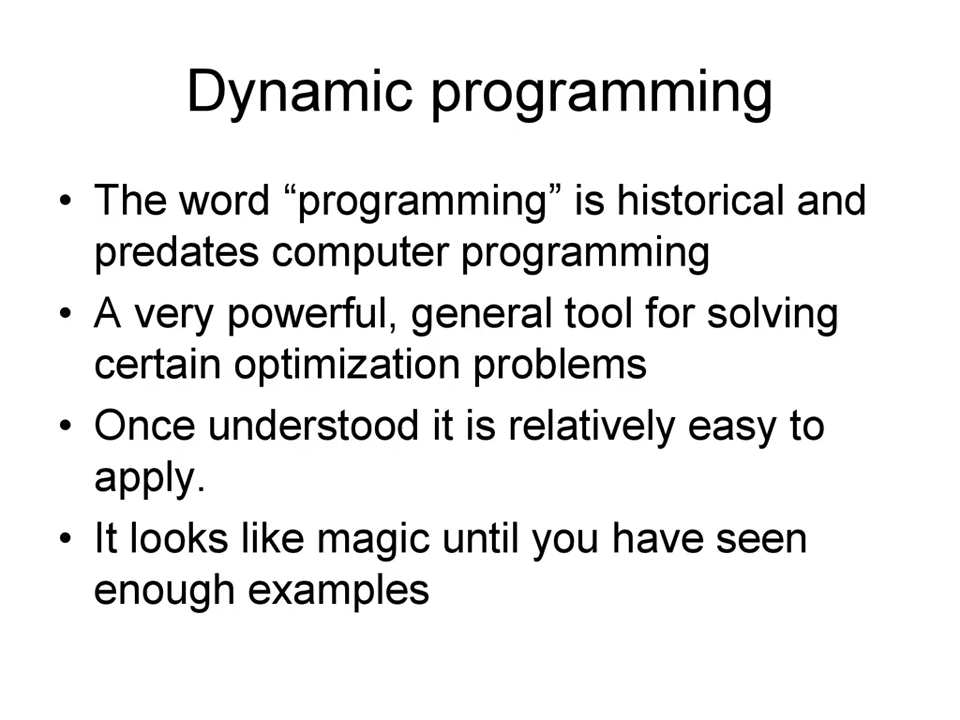 Dynamic programming
• The word “programming” is historical and
predates computer programming
• A very powerful, general tool for solving
certain optimization problems
• Once understood it is relatively easy to
apply.
• It looks like magic until you have seen
enough examples